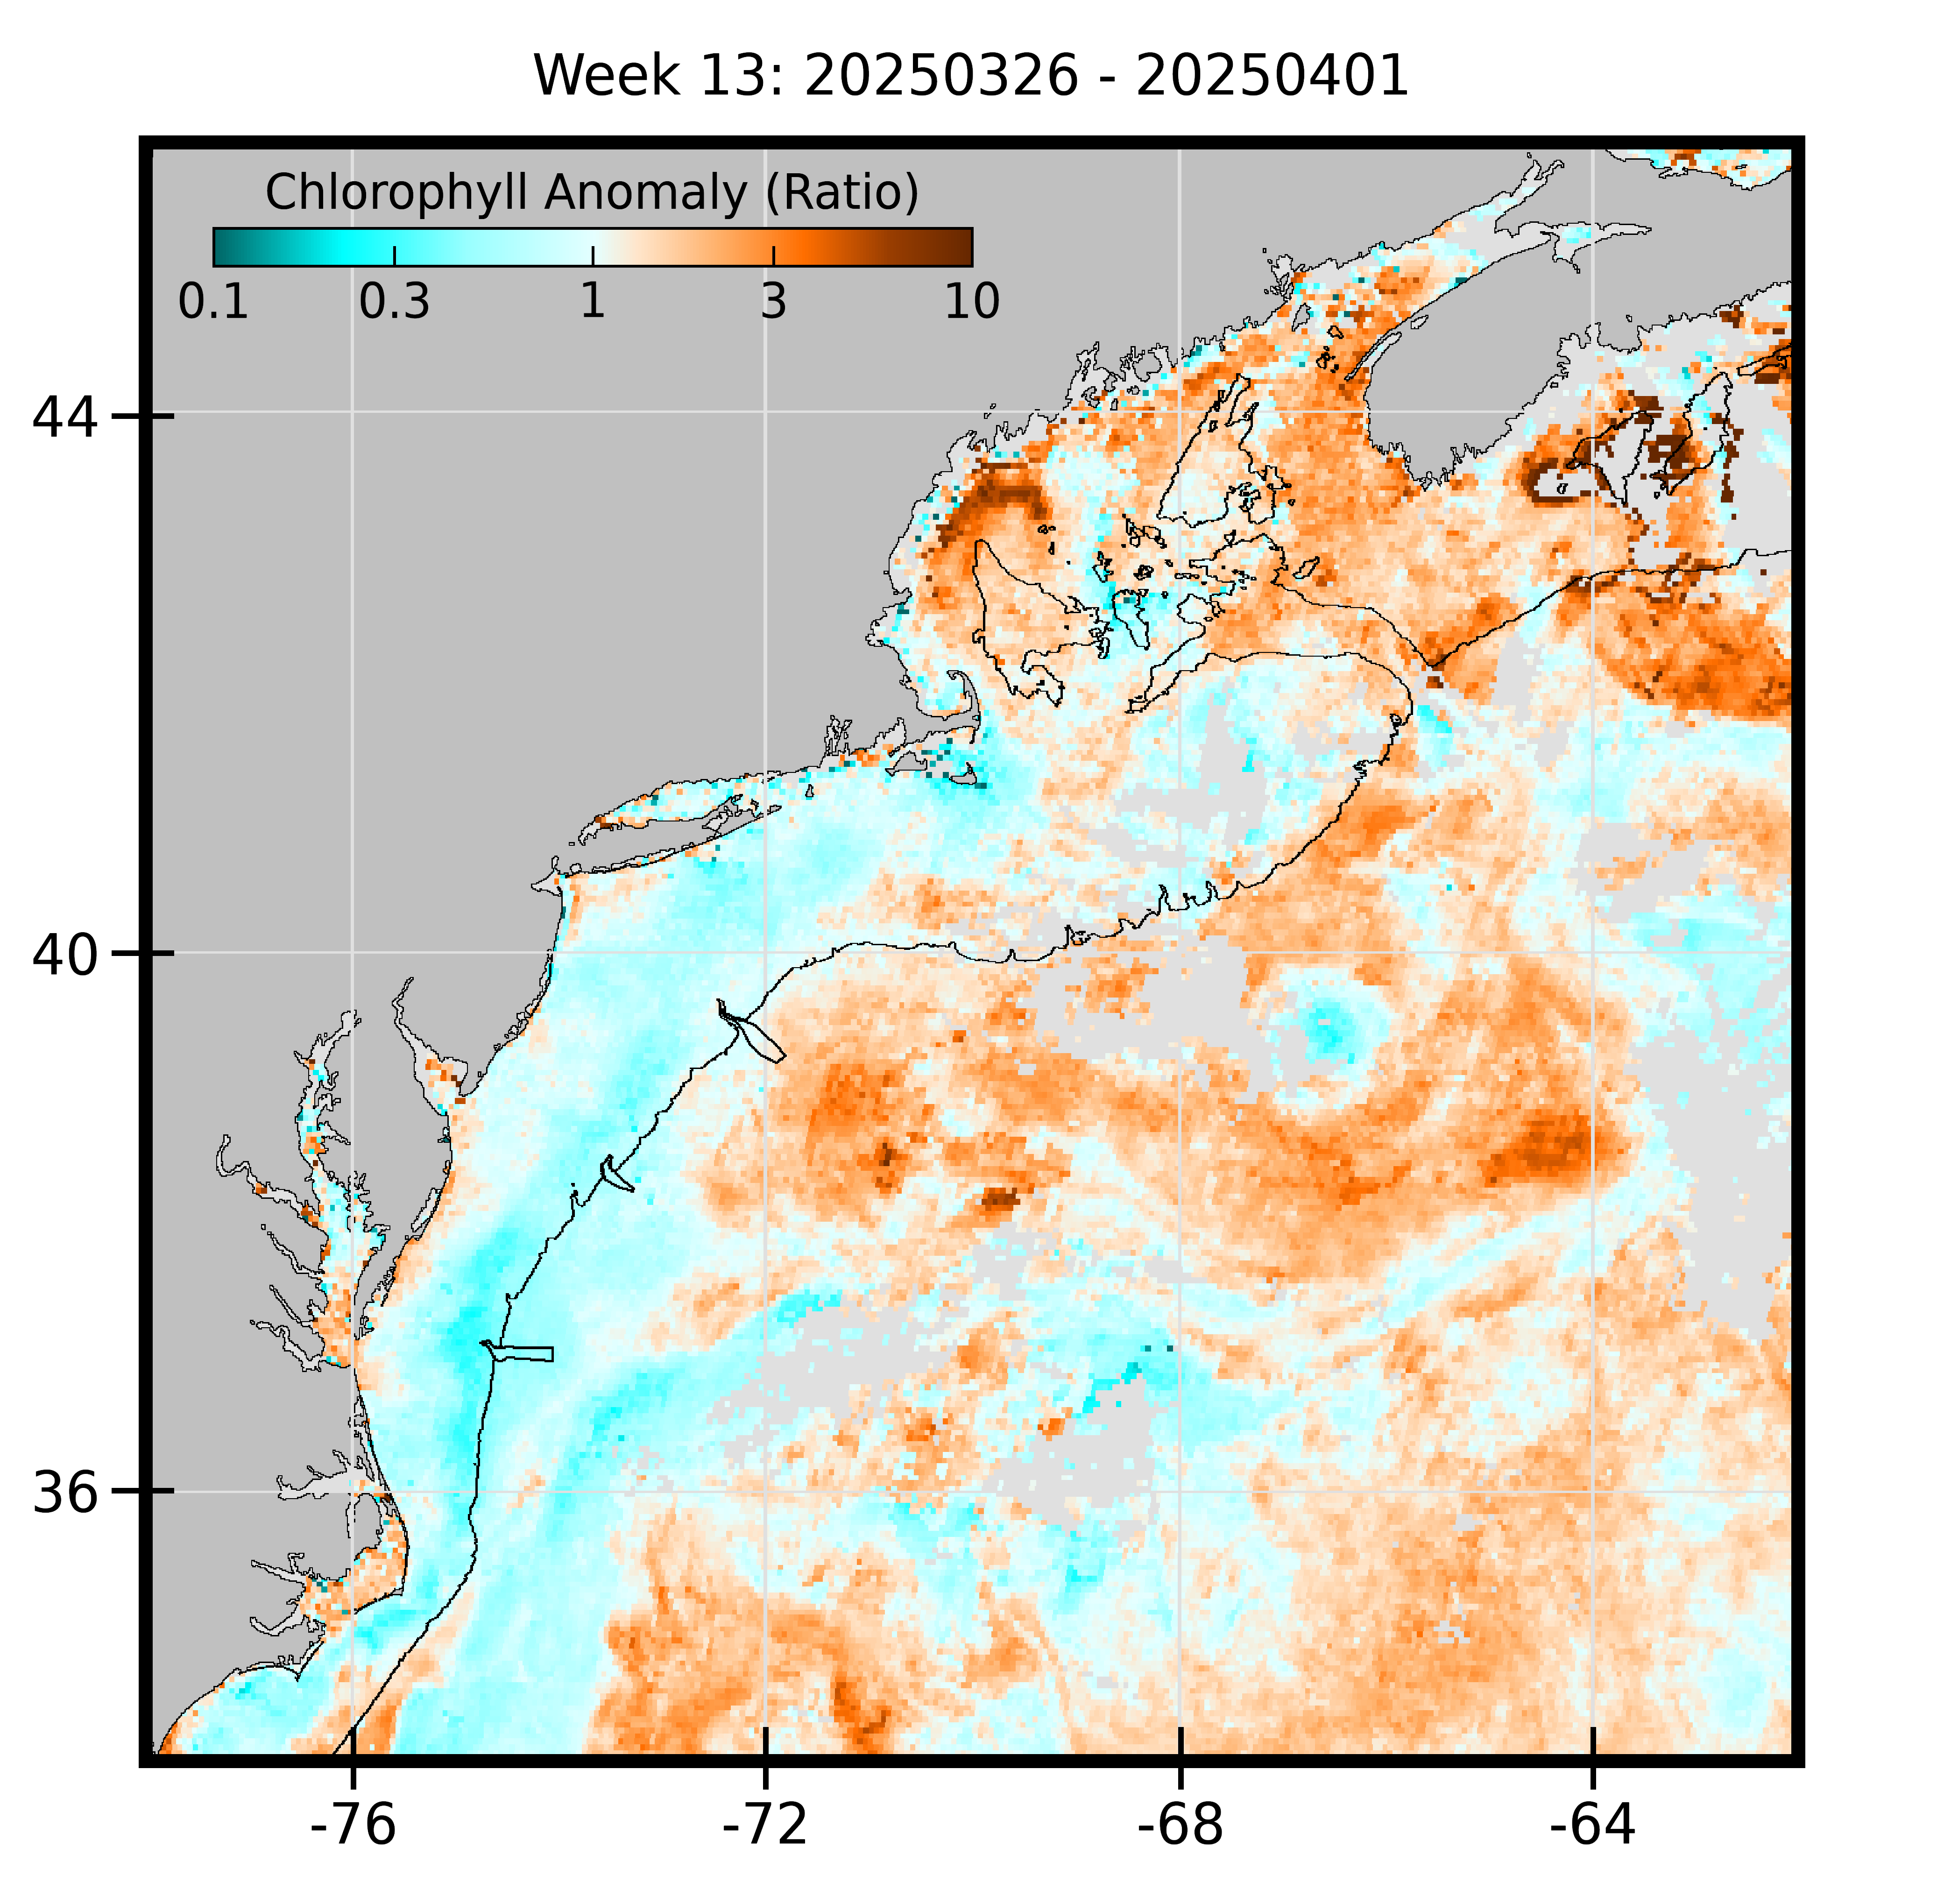 Week 13: 20250326 - 20250401
Chlorophyll Anomaly (Ratio)
0.1 0.3 1 3 10
44
40
36
-76 -72 -68 -64